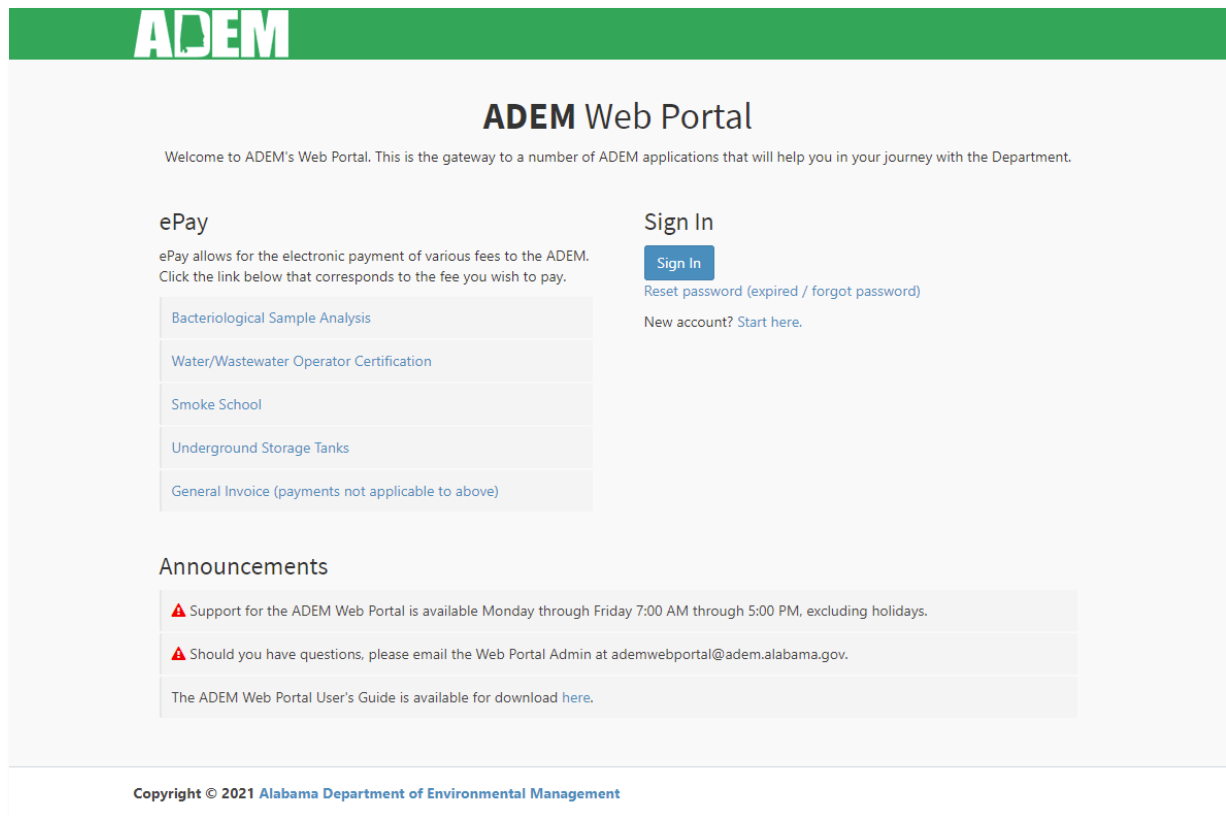 ADEM
ADEM Web Portal
Welcome to ADEM's Web Portal. This is the gateway to a number of ADEM applications that will help you in your journey with the Department.
ePay
ePay allows for the electronic payment of various fees to the ADEM.
Click the link below that corresponds to the fee you wish to pay.
Bacteriological Sample Analysis
Water/Wastewater Operator Certification
Smoke School
Underground Storage Tanks
General Invoice (payments not applicable to above)
Sign In
Sign In
Reset password (expired / forgot password)
New account? Start here.
Announcements
Support for the ADEM Web Portal is available Monday through Friday 7:00 AM through 5:00 PM, excluding holidays.
Should you have questions, please email the Web Portal Admin at ademwebportal@adem.alabama.gov.
The ADEM Web Portal User's Guide is available for download here.
Copyright © 2021 Alabama Department of Environmental Management